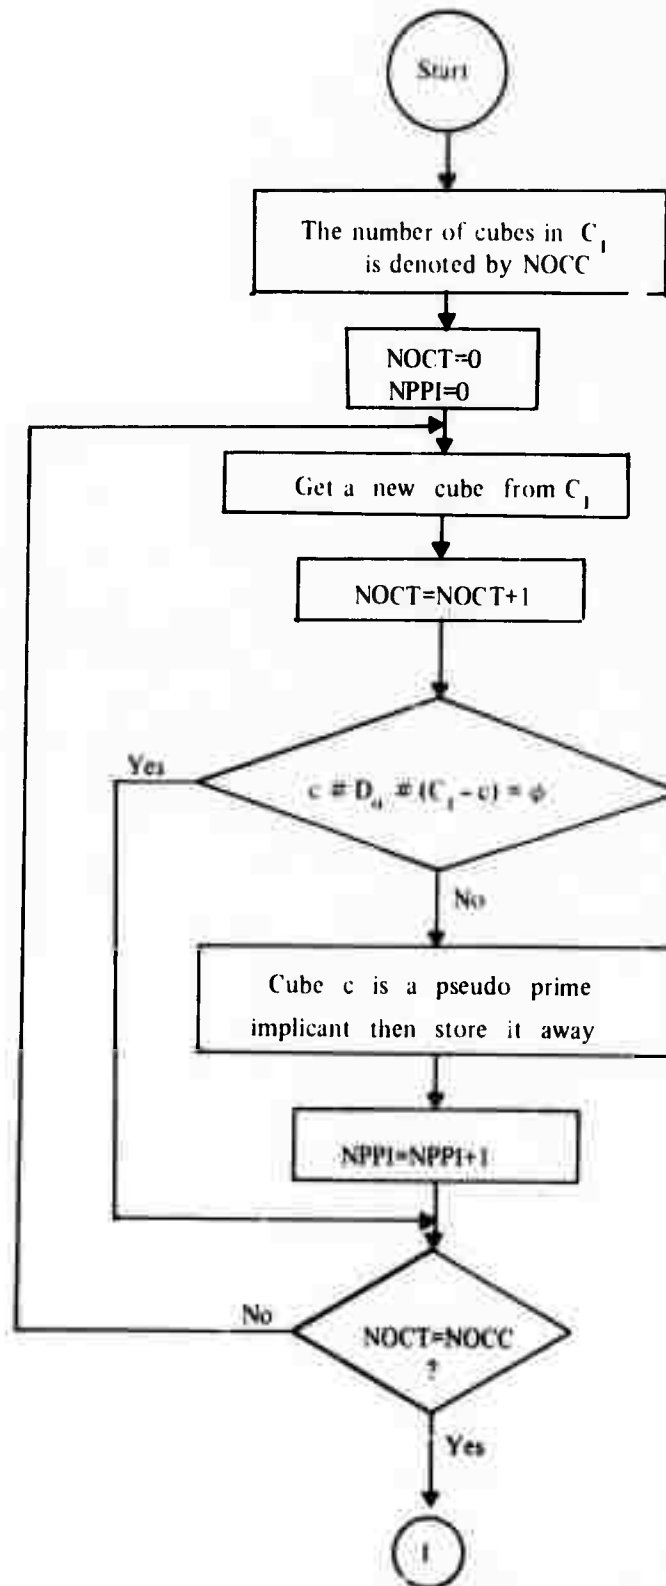 Start
The number of cubes in C₁
is denoted by NOCC
NOCT=0
NPPI=0
Get a new cube from C₁
NOCT=NOCT+1
Yes
c # Dₒ # (C₁ - c) = φ
No
Cube c is a pseudo prime
implicant then store it away
NPPI=NPPI+1
No
NOCT=NOCC
?
Yes
1